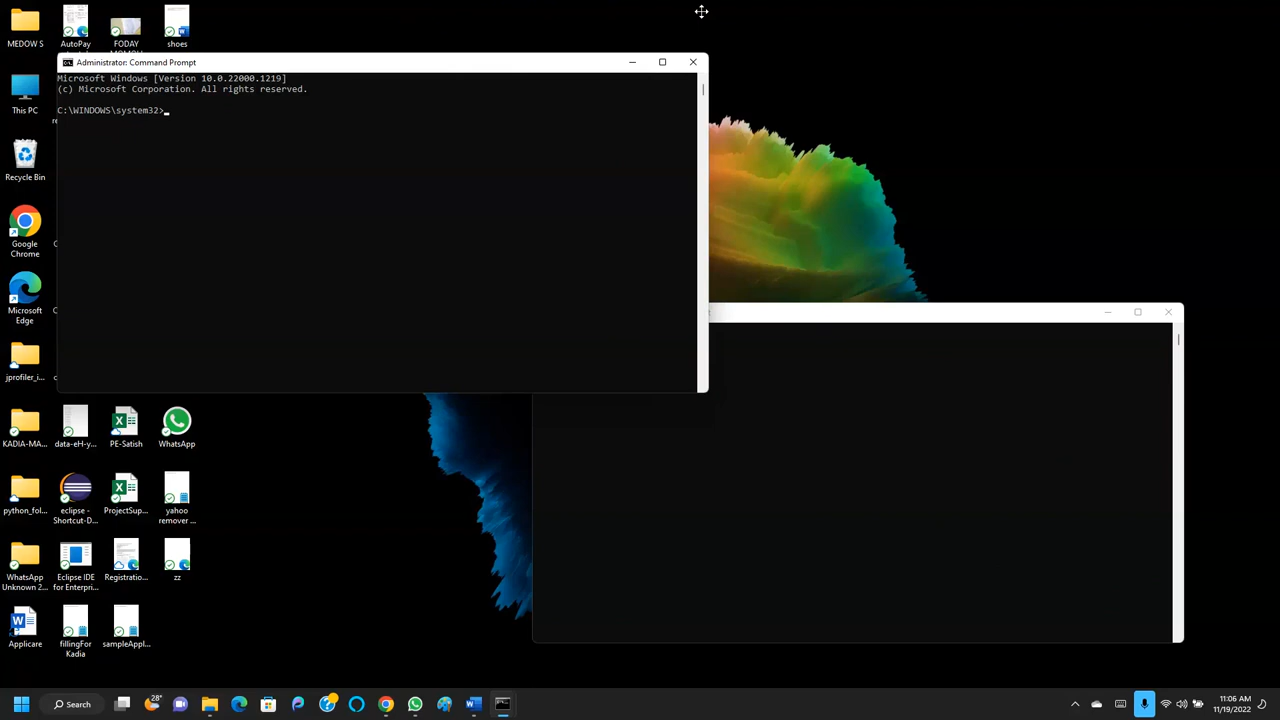 MEDOW S
AutoPay
FODAY
shoes
This PC
Recycle Bin
Google
Chrome
Microsoft
Edge
jprofiler_i...
KADIA-MA...
data-eH-y...
PE-Satish
WhatsApp
python_fol...
eclipse -
Shortcut-D...
ProjectSup...
yahoo
remover ...
WhatsApp
Unknown 2...
Eclipse IDE
for Enterpri...
Registratio...
zz
Applicare
fillingFor
Kadia
sampleAppl...
Administrator: Command Prompt
Microsoft Windows [Version 10.0.22000.1219]
(c) Microsoft Corporation. All rights reserved.
C:\WINDOWS\system32>
28°
Search
11:06 AM
11/19/2022